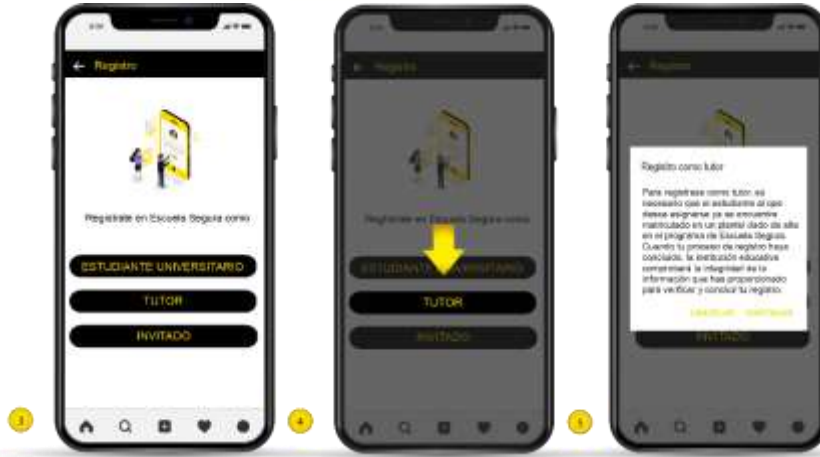 ← Registro
Regístrate en Escuela Segura como
ESTUDIANTE UNIVERSITARIO
TUTOR
INVITADO
3
← Registro
Regístrate en Escuela Segura como
ESTUDIANTE UNIVERSITARIO
TUTOR
INVITADO
4
← Registro
Registro como tutor
Para registrase como tutor, es
necesario que el estudiante al que
desea asignarse ya se encuentre
matriculado en un plantel dado de alta
en el programa de Escuela Segura.
Cuando tu proceso de registro haya
concluido, la institución educativa
comprobará la integridad de la
información que has proporcionado
para verificar y concluir tu registro.
CANCELAR CONTINUAR
INVITADO
5